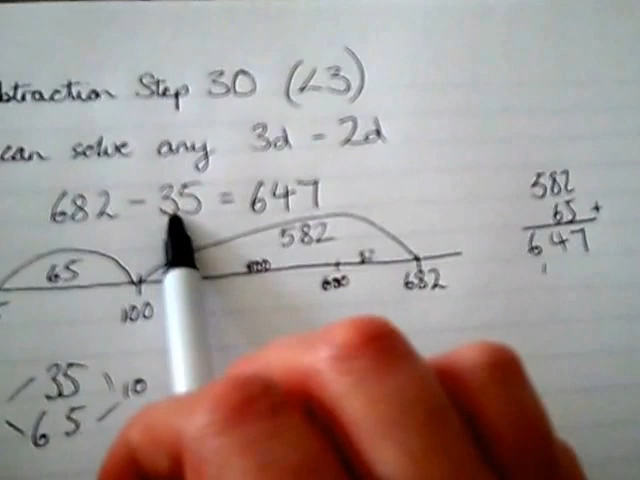 btraction Step 30 (L3)
can solve any 3d - 2d
682 - 35 = 647
65 582
100 600 682
35 10
65
582
65 +
647
1